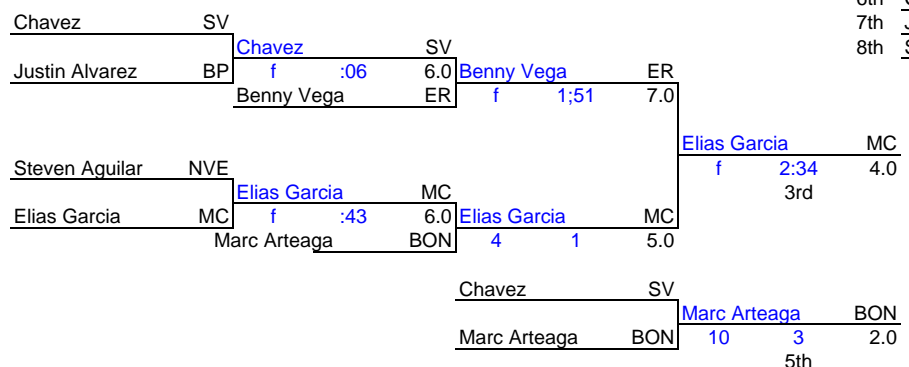 6th
Chavez SV 7th J
Chavez SV 8th S
Justin Alvarez BP f :06 6.0 Benny Vega ER
Benny Vega ER f 1;51 7.0
Elias Garcia MC
Steven Aguilar NVE f 2:34 4.0
Elias Garcia MC 3rd
Elias Garcia MC f :43 6.0 Elias Garcia MC
Marc Arteaga BON 4 1 5.0
Chavez SV
Marc Arteaga BON
Marc Arteaga BON 10 3 2.0
5th